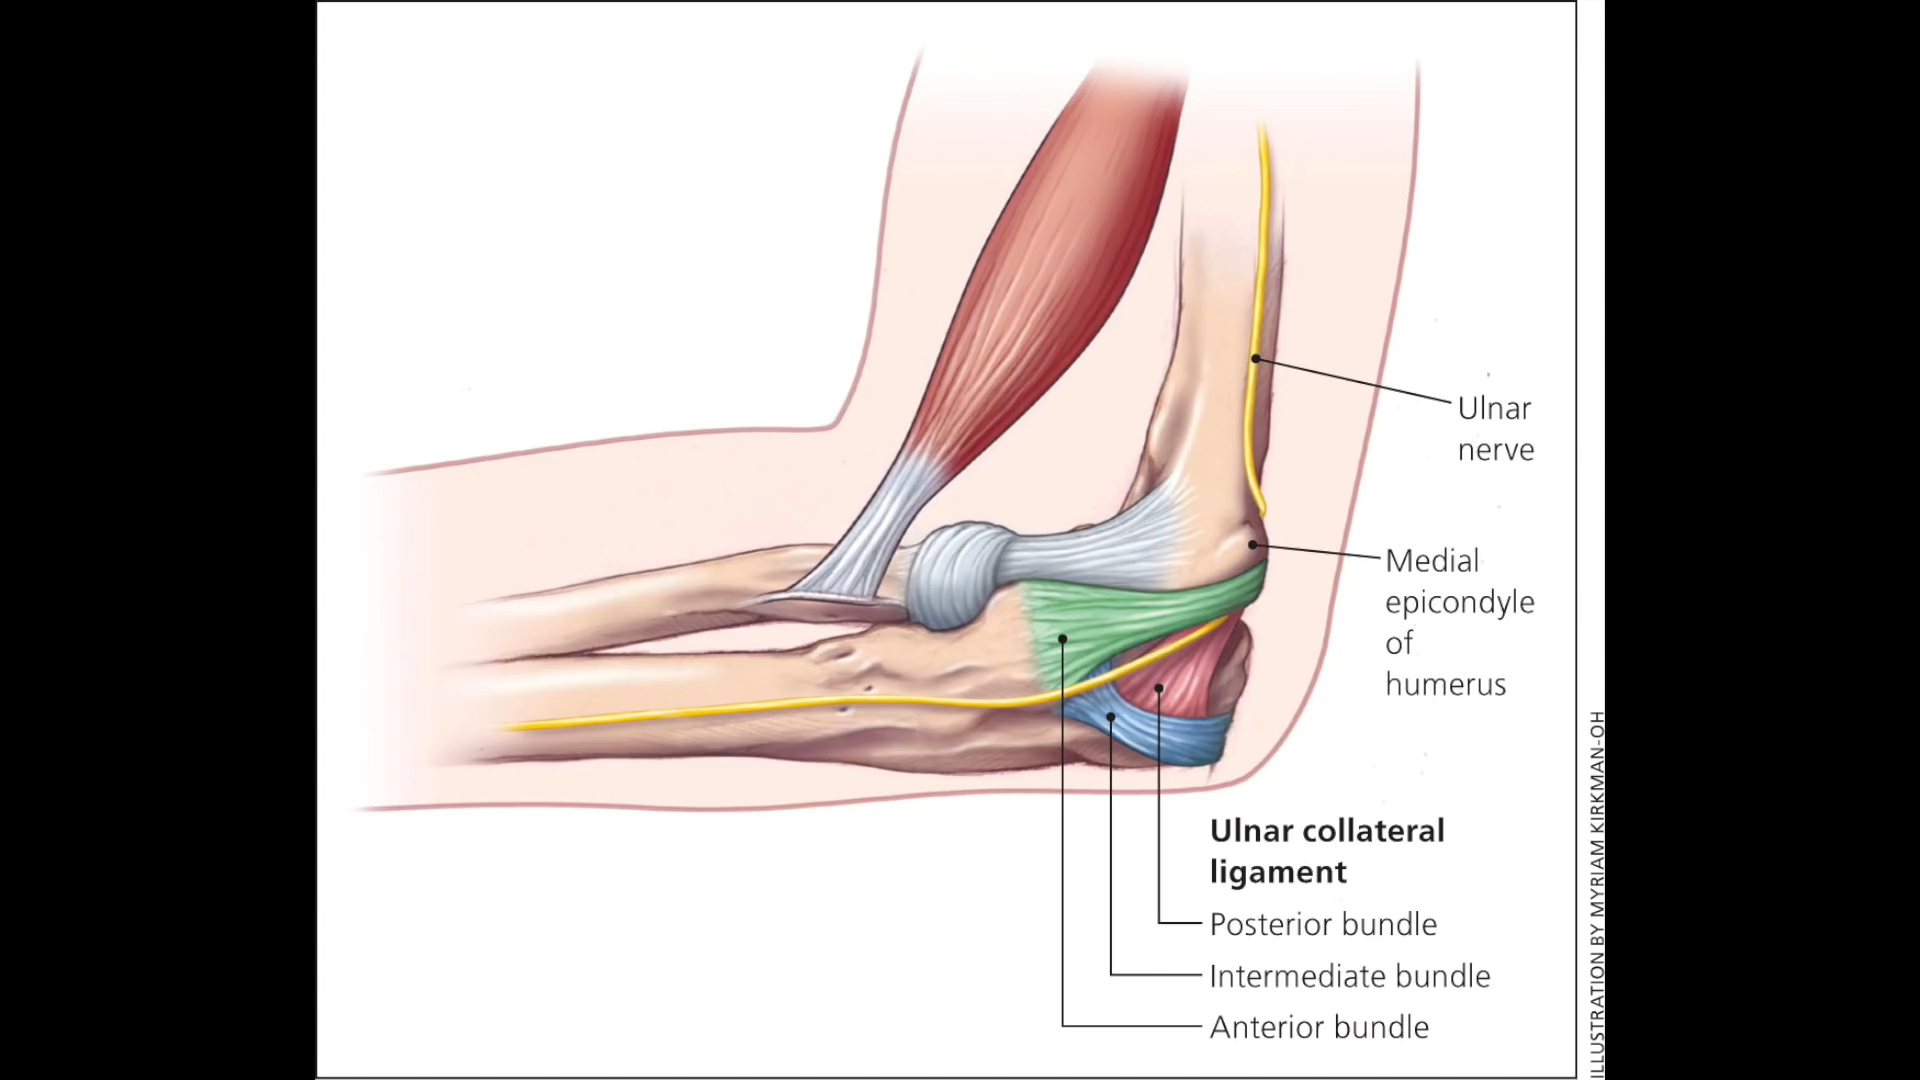 Ulnar
nerve
Medial
epicondyle
of
humerus
Ulnar collateral
ligament
Posterior bundle
Intermediate bundle
Anterior bundle
ILLUSTRATION BY MYRIAM KIRKMAN-OH